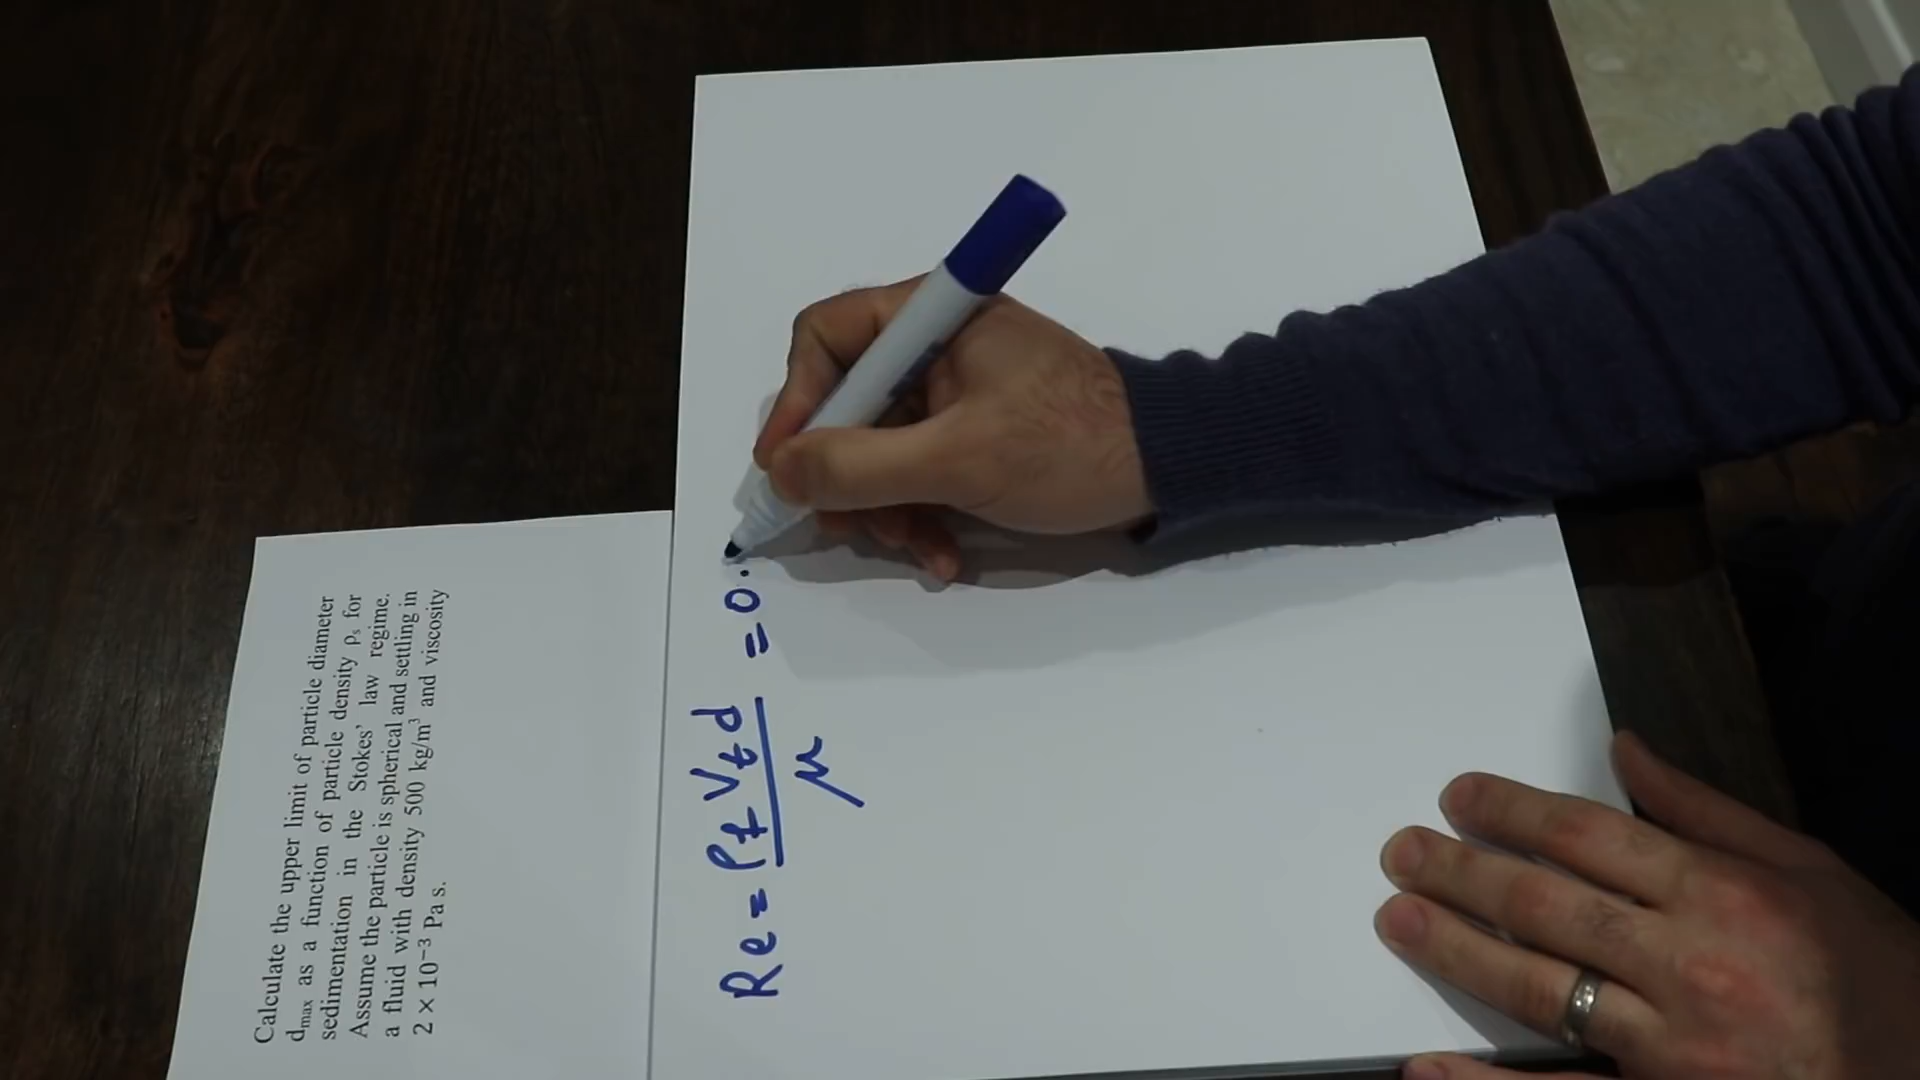 Calculate the upper limit of particle diameter
dmax as a function of particle density ρs for
sedimentation in the Stokes' law regime.
Assume the particle is spherical and settling in
a fluid with density 500 kg/m³ and viscosity
2 × 10⁻³ Pa s.
Re = ρf Vt d / μ = 0.